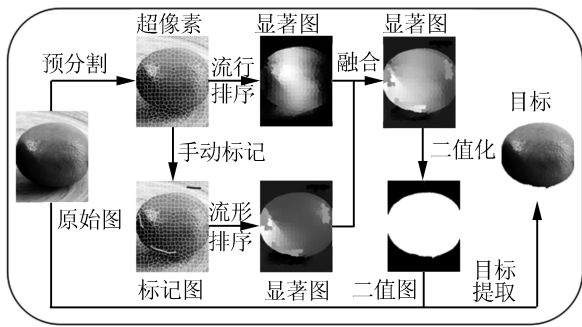 超像素
显著图
显著图
预分割
流行
排序
融合
目标
手动标记
二值化
原始图
流形
排序
标记图
显著图
二值图
目标
提取